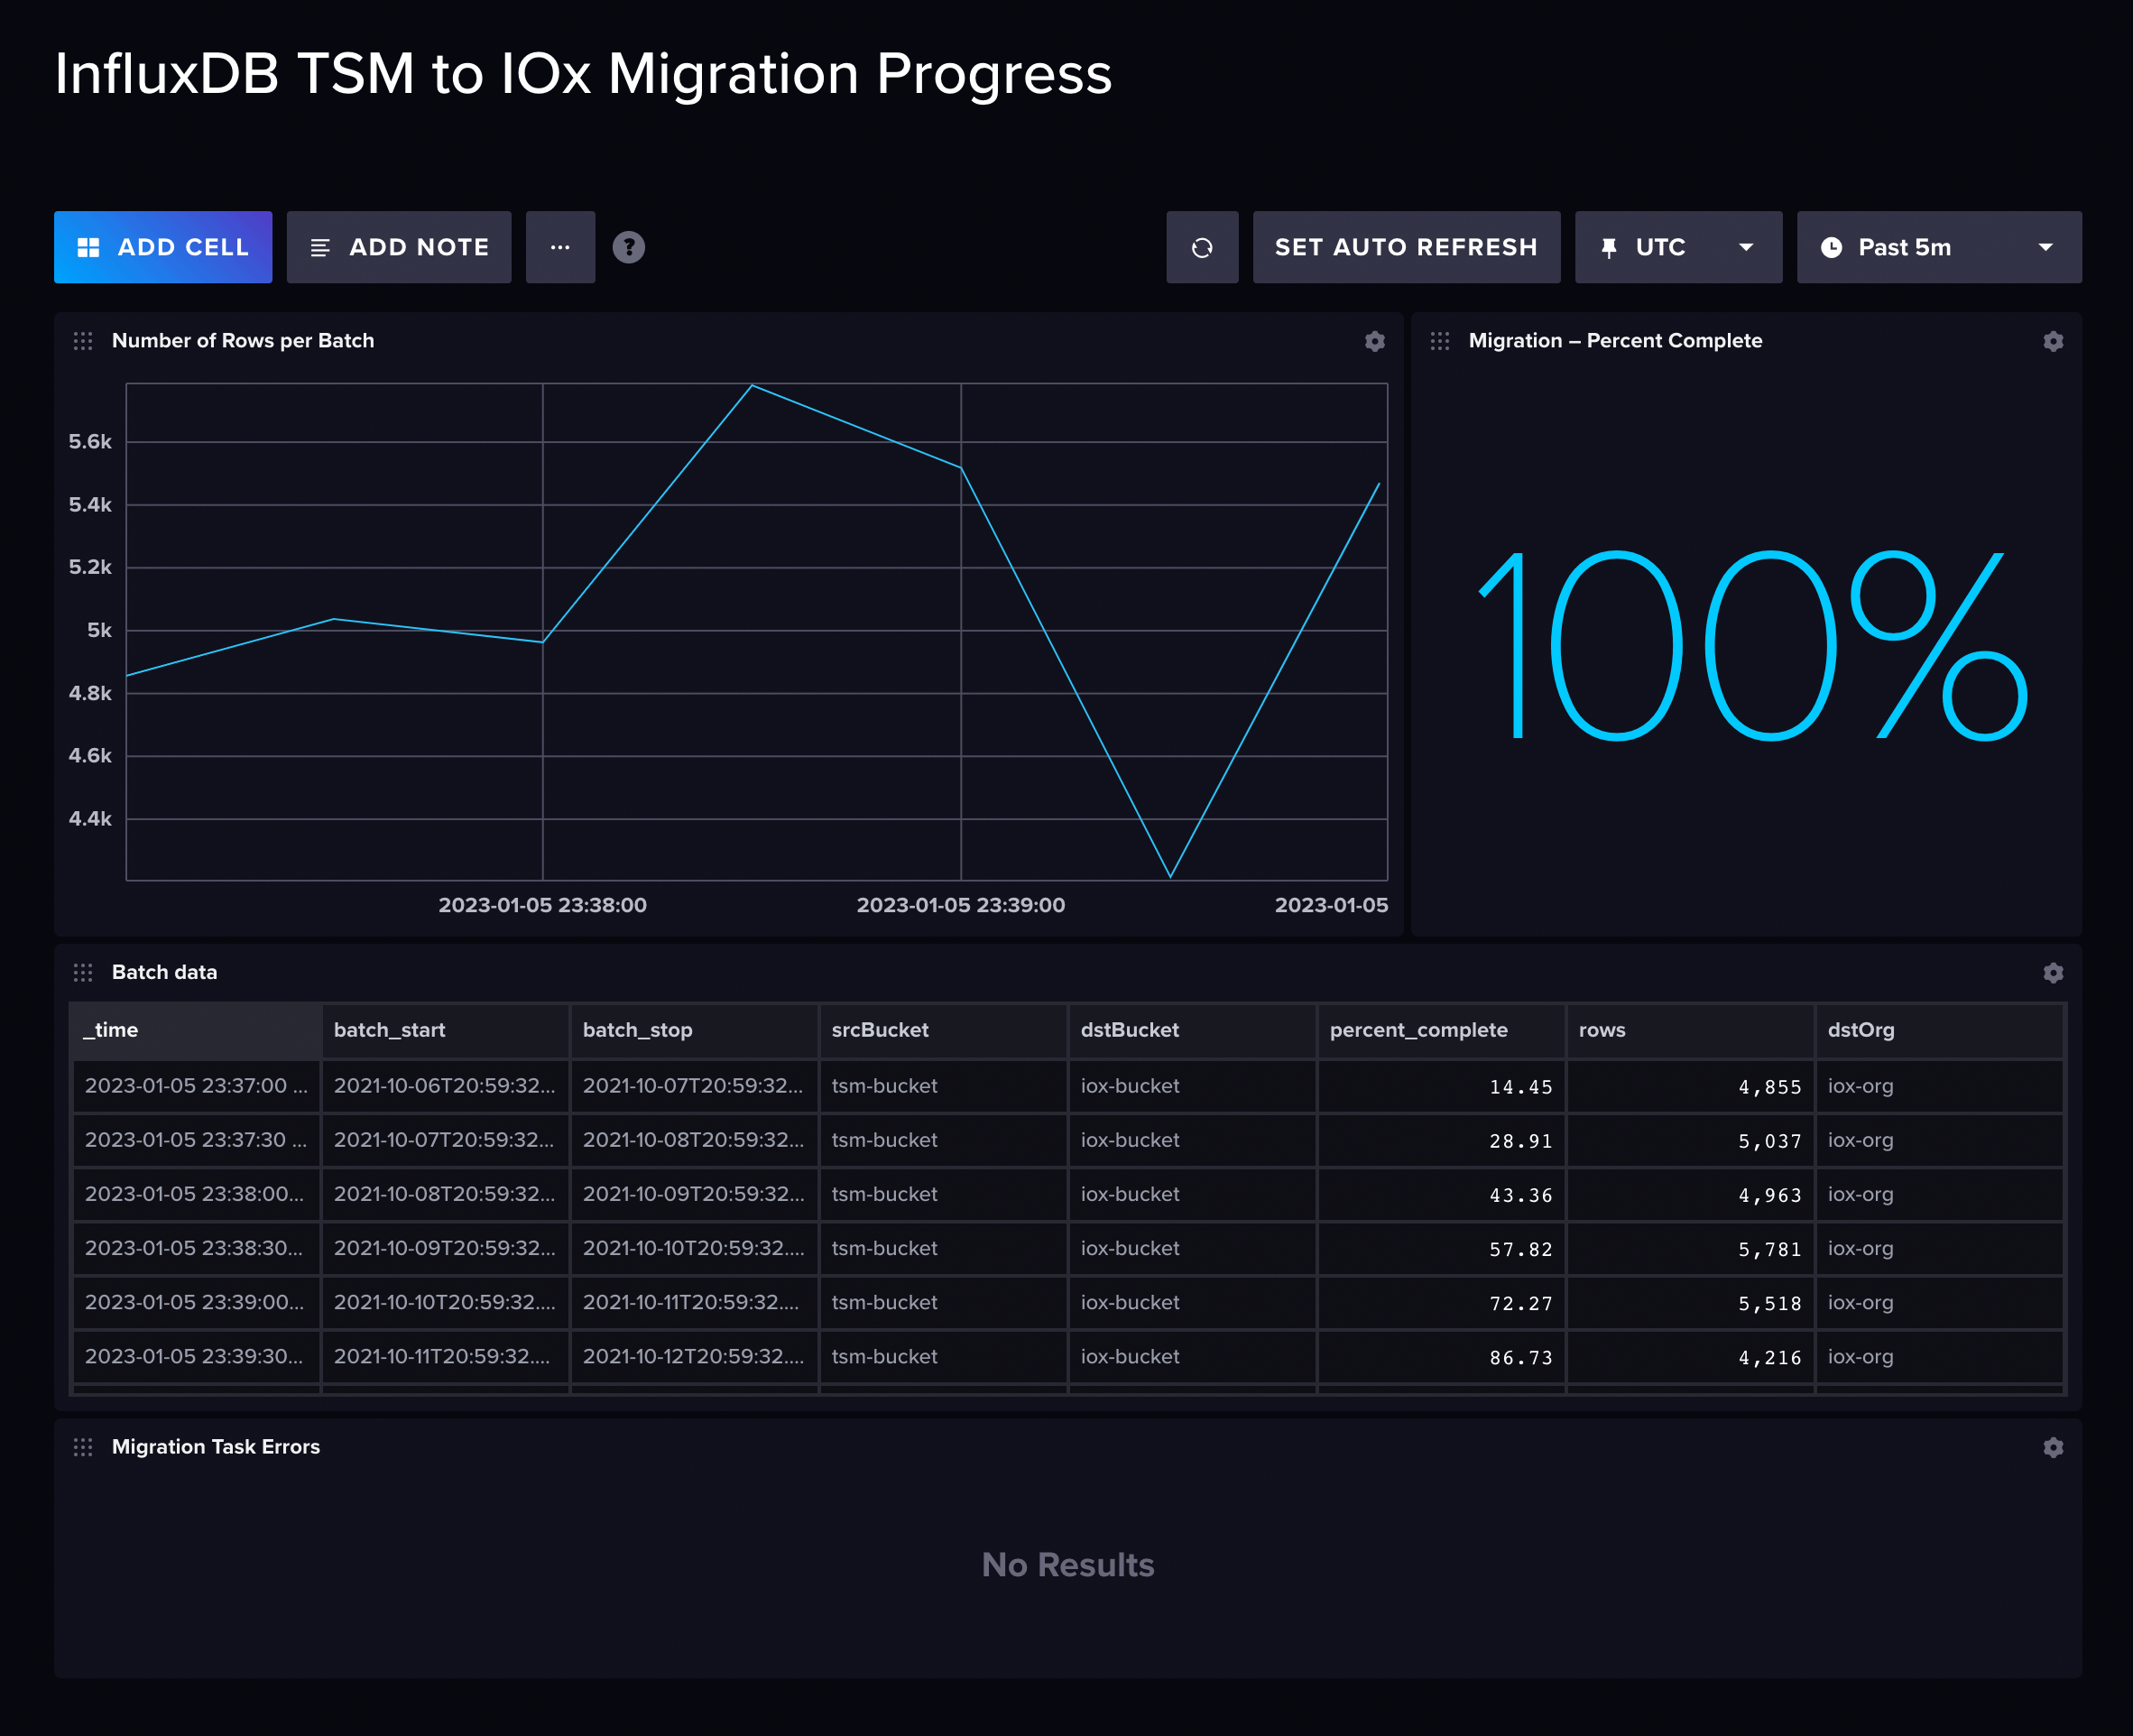 InfluxDB TSM to IOx Migration Progress
ADD CELL ADD NOTE ... ? SET AUTO REFRESH UTC Past 5m
Number of Rows per Batch
5.6k
5.4k
5.2k
5k
4.8k
4.6k
4.4k
2023-01-05 23:38:00 2023-01-05 23:39:00 2023-01-05
Migration – Percent Complete
100%
Batch data
_time batch_start batch_stop srcBucket dstBucket percent_complete rows dstOrg
2023-01-05 23:37:00 ... 2021-10-06T20:59:32... 2021-10-07T20:59:32... tsm-bucket iox-bucket 14.45 4,855 iox-org
2023-01-05 23:37:30 ... 2021-10-07T20:59:32... 2021-10-08T20:59:32... tsm-bucket iox-bucket 28.91 5,037 iox-org
2023-01-05 23:38:00... 2021-10-08T20:59:32... 2021-10-09T20:59:32... tsm-bucket iox-bucket 43.36 4,963 iox-org
2023-01-05 23:38:30... 2021-10-09T20:59:32... 2021-10-10T20:59:32.... tsm-bucket iox-bucket 57.82 5,781 iox-org
2023-01-05 23:39:00... 2021-10-10T20:59:32.... 2021-10-11T20:59:32.... tsm-bucket iox-bucket 72.27 5,518 iox-org
2023-01-05 23:39:30... 2021-10-11T20:59:32.... 2021-10-12T20:59:32.... tsm-bucket iox-bucket 86.73 4,216 iox-org
Migration Task Errors
No Results